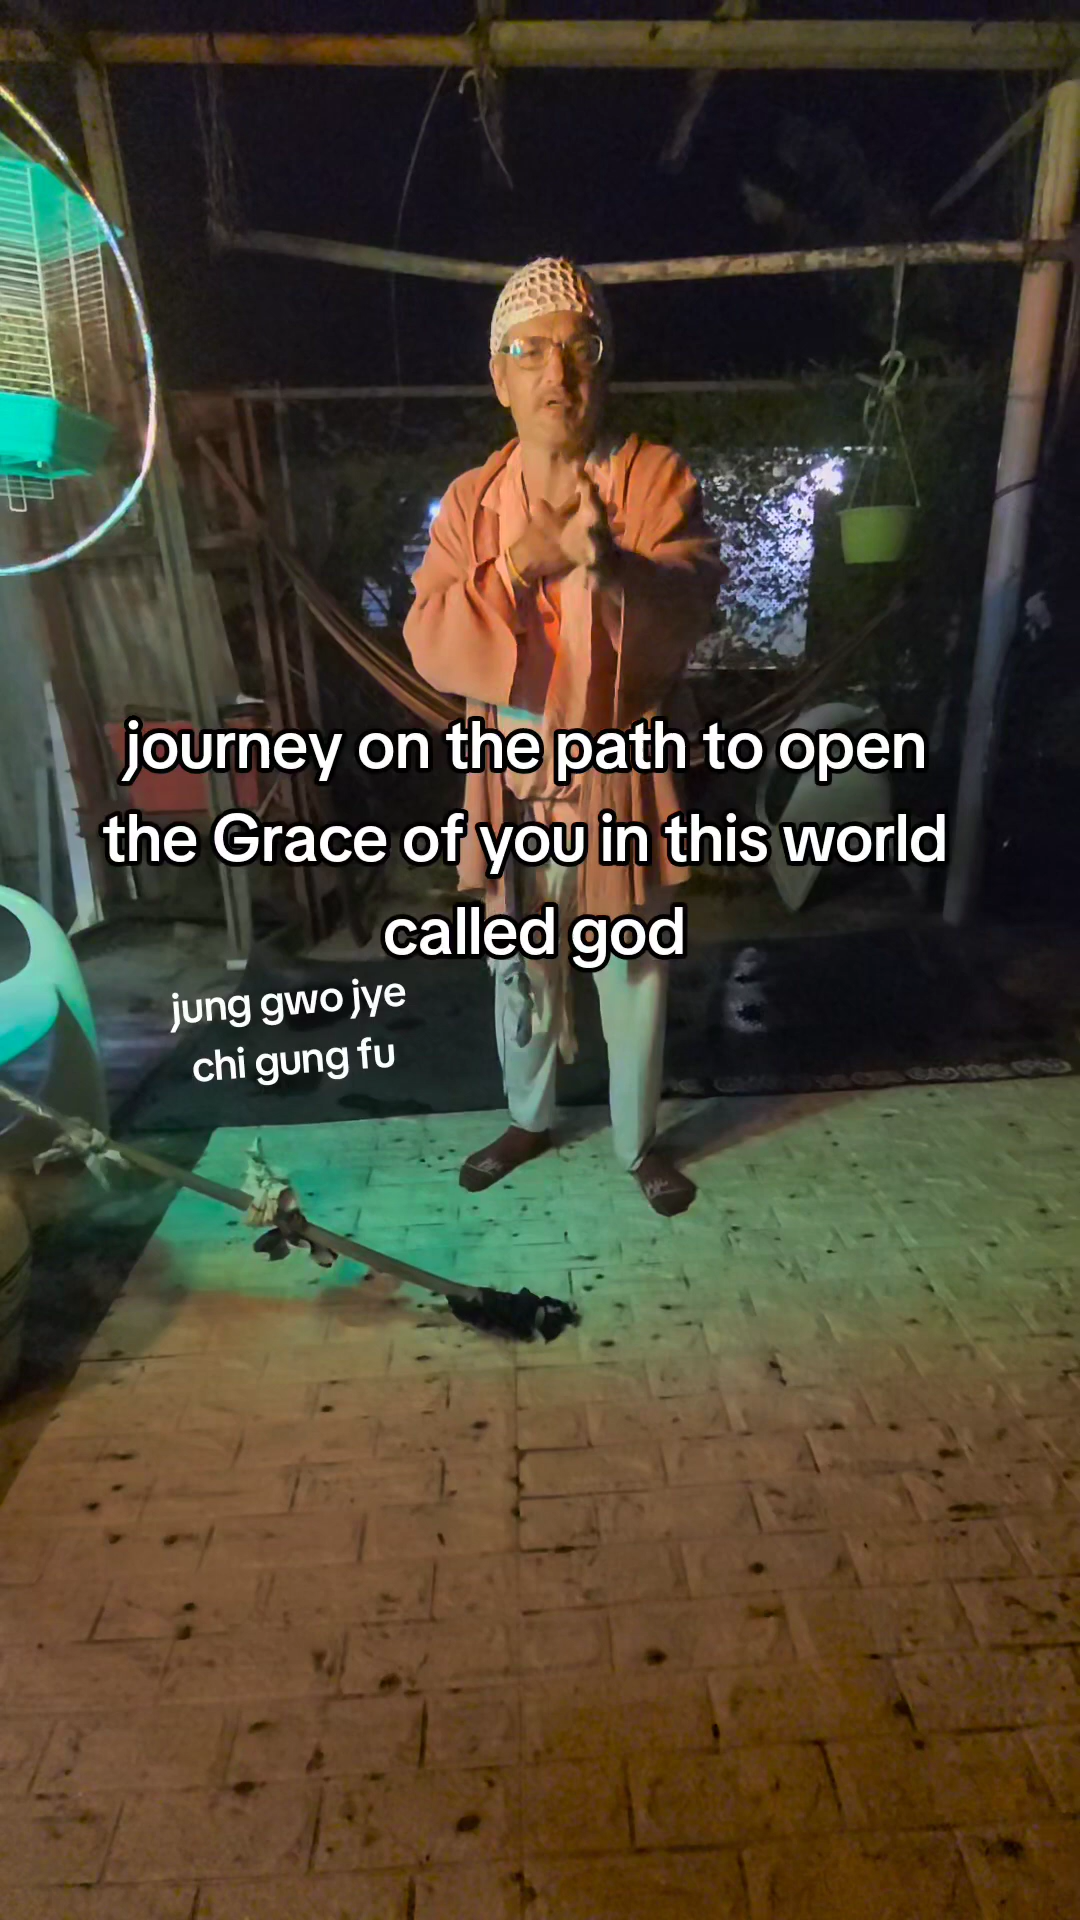 journey on the path to open
the Grace of you in this world
called god
jung gwo jye
chi gung fu